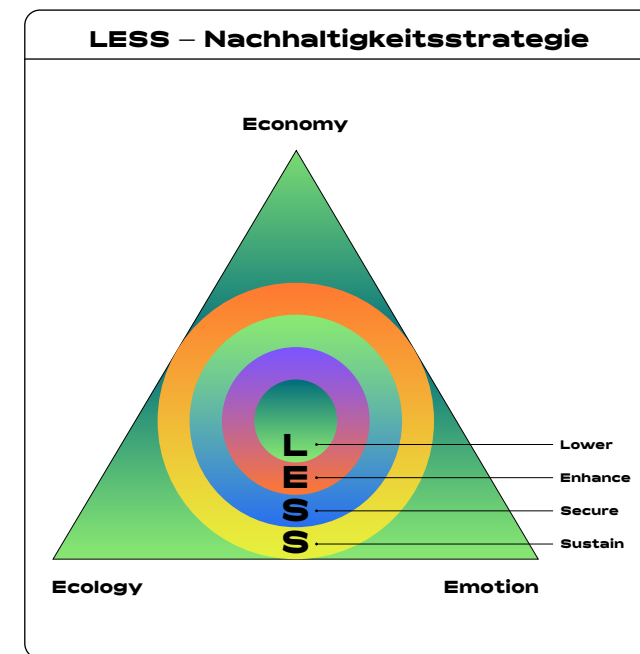 LESS – Nachhaltigkeitsstrategie
Economy
L Lower
E Enhance
S Secure
S Sustain
Ecology Emotion